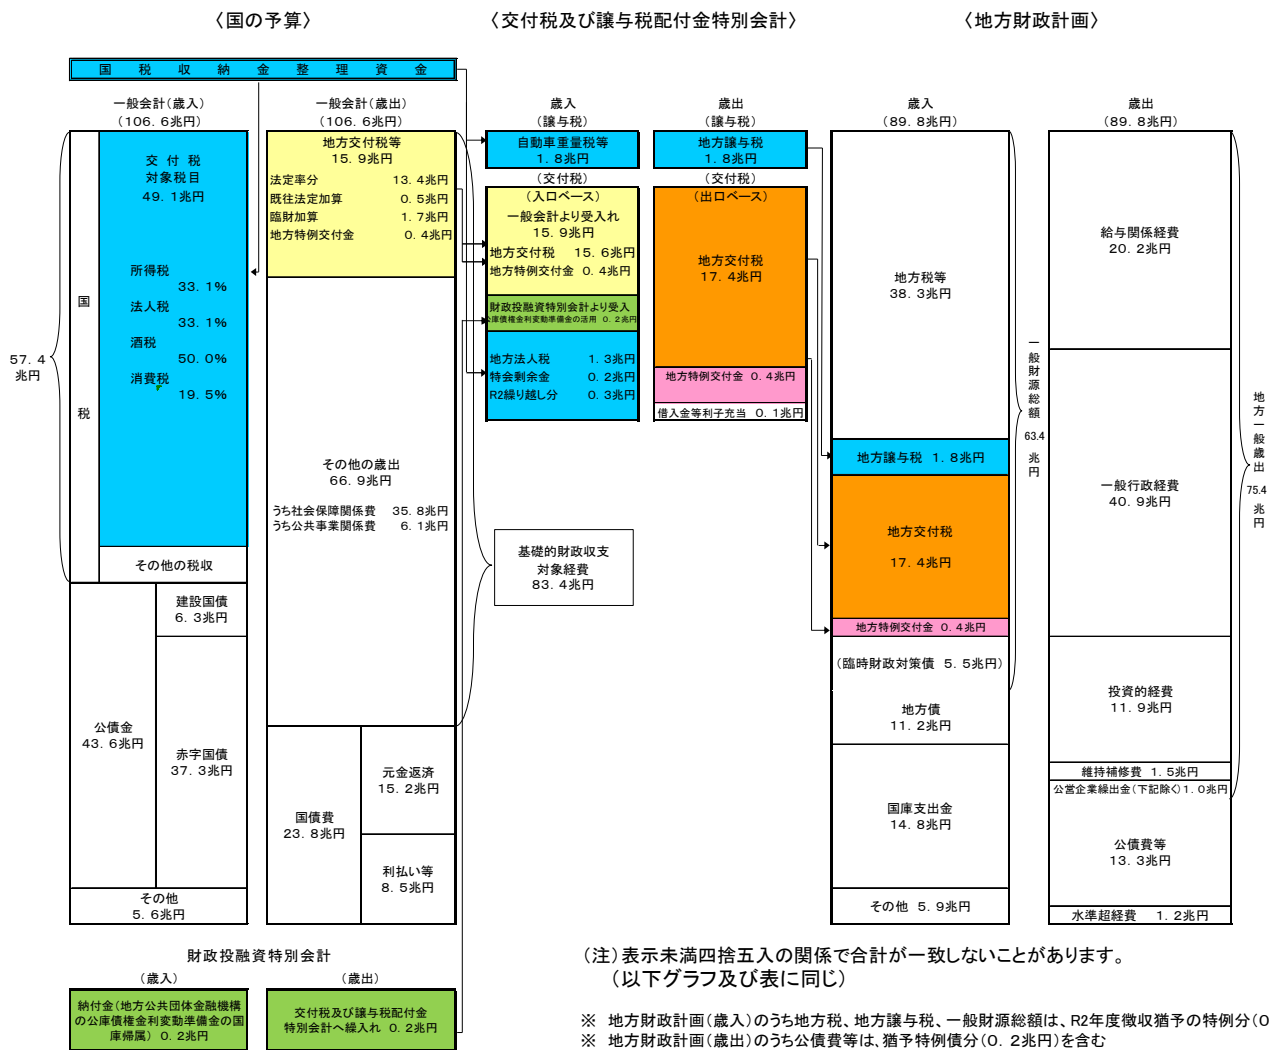 〈国の予算〉
〈交付税及び譲与税配付金特別会計〉
〈地方財政計画〉
国税収納金整理資金
一般会計(歳入)
(106.6兆円)
国税
57.4
兆円
交付税
対象税目
49.1兆円
所得税
33.1%
法人税
33.1%
酒税
50.0%
消費税
19.5%
その他の税収
公債金
43.6兆円
建設国債
6.3兆円
赤字国債
37.3兆円
その他
5.6兆円
一般会計(歳出)
(106.6兆円)
地方交付税等
15.9兆円
法定率分 13.4兆円
既往法定加算 0.5兆円
臨財加算 1.7兆円
地方特例交付金 0.4兆円
その他の歳出
66.9兆円
うち社会保障関係費 35.8兆円
うち公共事業関係費 6.1兆円
国債費
23.8兆円
元金返済
15.2兆円
利払い等
8.5兆円
基礎的財政収支
対象経費
83.4兆円
歳入
(譲与税)
自動車重量税等
1.8兆円
(交付税)
(入口ベース)
一般会計より受入れ
15.9兆円
地方交付税 15.6兆円
地方特例交付金 0.4兆円
財政投融資特別会計より受入
公庫債権金利変動準備金の活用 0.2兆円
地方法人税 1.3兆円
特会剰余金 0.2兆円
R2繰り越し分 0.3兆円
歳出
(譲与税)
地方譲与税
1.8兆円
(交付税)
(出口ベース)
地方交付税
17.4兆円
地方特例交付金 0.4兆円
借入金等利子充当 0.1兆円
歳入
(89.8兆円)
地方税等
38.3兆円
地方譲与税 1.8兆円
地方交付税
17.4兆円
地方特例交付金 0.4兆円
(臨時財政対策債 5.5兆円)
地方債
11.2兆円
国庫支出金
14.8兆円
その他 5.9兆円
一般財源総額
63.4
兆円
歳出
(89.8兆円)
給与関係経費
20.2兆円
一般行政経費
40.9兆円
投資的経費
11.9兆円
維持補修費 1.5兆円
公営企業繰出金(下記除く)1.0兆円
公債費等
13.3兆円
水準超経費 1.2兆円
地方一般歳出
75.4
兆円
財政投融資特別会計
(歳入)
納付金(地方公共団体金融機構
の公庫債権金利変動準備金の国
庫帰属) 0.2兆円
(歳出)
交付税及び譲与税配付金
特別会計へ繰入れ 0.2兆円
(注)表示未満四捨五入の関係で合計が一致しないことがあります。
(以下グラフ及び表に同じ)
※ 地方財政計画(歳入)のうち地方税、地方譲与税、一般財源総額は、R2年度徴収猶予の特例分(0
※ 地方財政計画(歳出)のうち公債費等は、猶予特例債分(0.2兆円)を含む